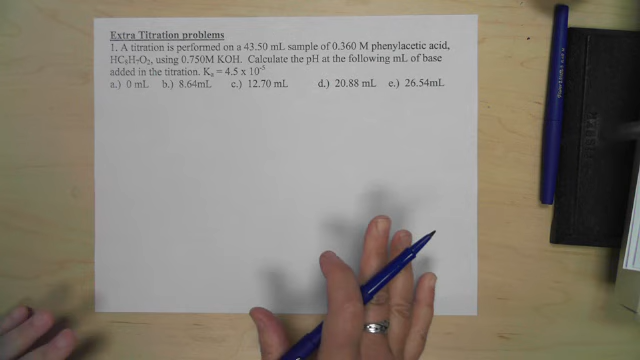 Extra Titration problems
1. A titration is performed on a 43.50 mL sample of 0.360 M phenylacetic acid,
HC₈H₇O₂, using 0.750M KOH. Calculate the pH at the following mL of base
added in the titration. Kₐ = 4.5 x 10⁻⁵
a.) 0 mL b.) 8.64mL c.) 12.70 mL d.) 20.88 mL e.) 26.54mL